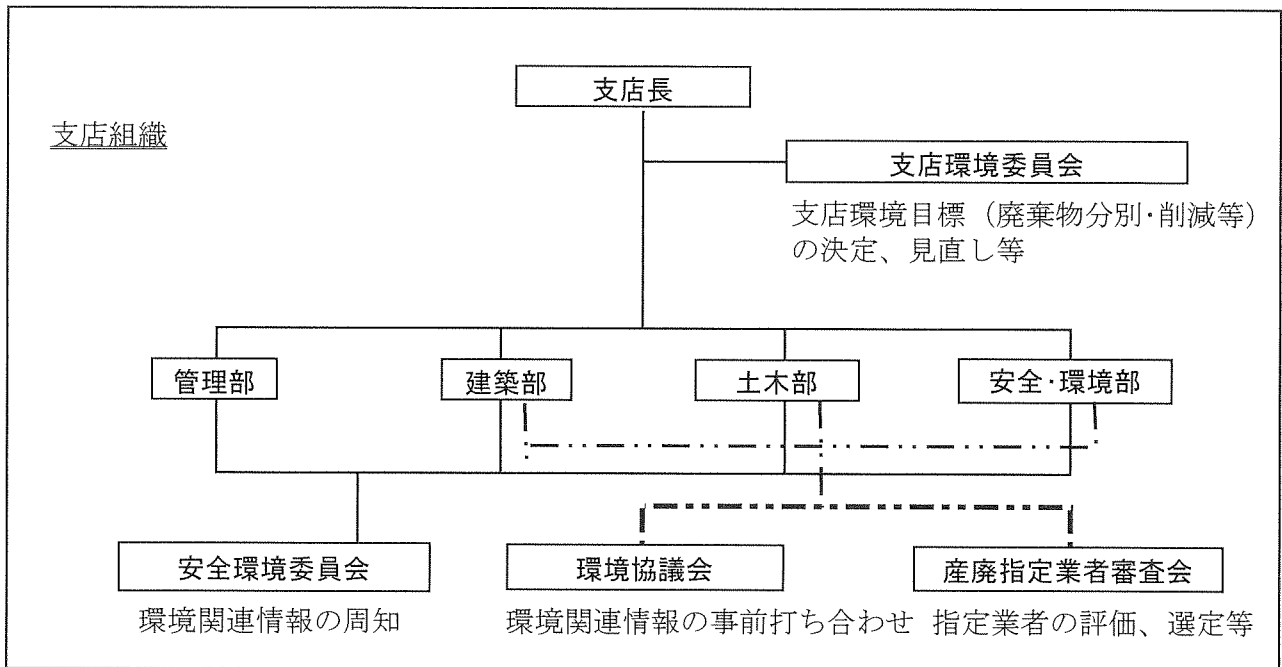 支店長
支店組織
支店環境委員会
支店環境目標（廃棄物分別･削減等）
の決定、見直し等
管理部
建築部
土木部
安全･環境部
安全環境委員会
環境協議会
産廃指定業者審査会
環境関連情報の周知
環境関連情報の事前打ち合わせ
指定業者の評価、選定等